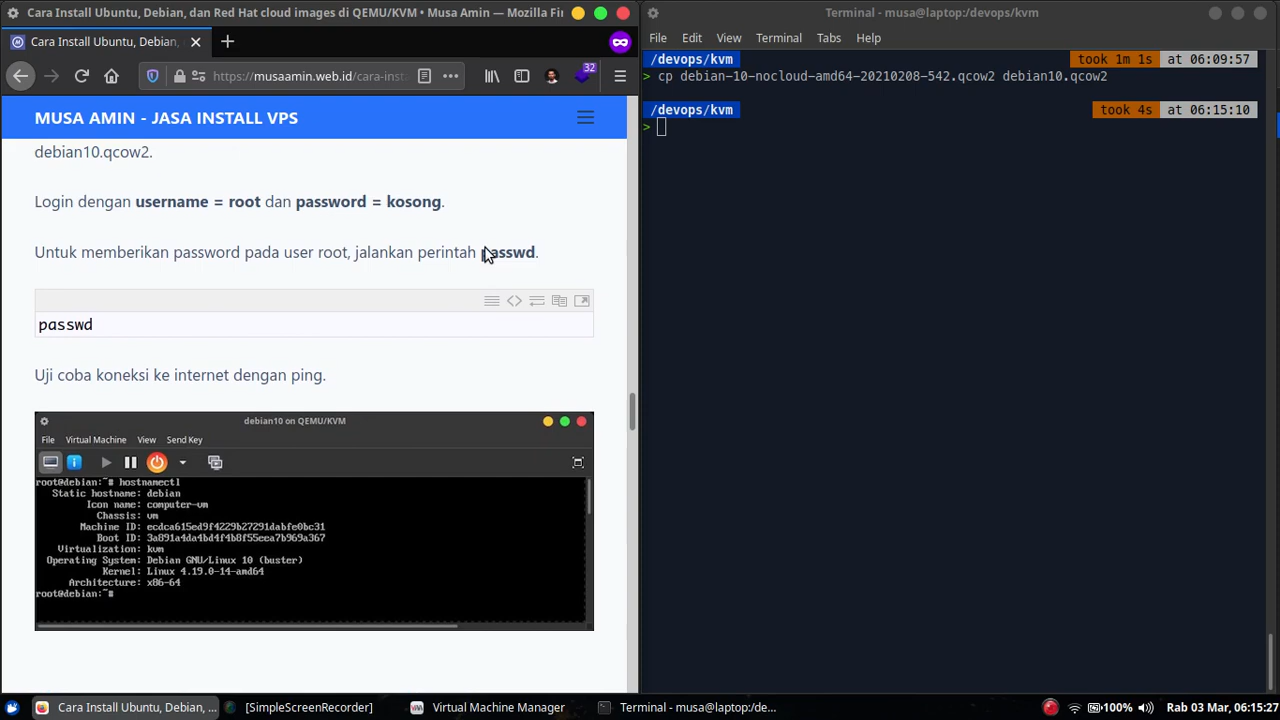 Cara Install Ubuntu, Debian, dan Red Hat cloud images di QEMU/KVM • Musa Amin — Mozilla Fi
Cara Install Ubuntu, Debian,
https://musaamin.web.id/cara-inst
32
MUSA AMIN - JASA INSTALL VPS
debian10.qcow2.
Login dengan username = root dan password = kosong.
Untuk memberikan password pada user root, jalankan perintah passwd.
passwd
Uji coba koneksi ke internet dengan ping.
debian10 on QEMU/KVM
File Virtual Machine View Send Key
root@debian:~# hostnamectl
Static hostname: debian
Icon name: computer-vm
Chassis: vm
Machine ID: ecdca615ed9f4229b27291dabfe0bc31
Boot ID: 3a891a4da4bd4f4b8f55eea7b969a367
Virtualization: kvm
Operating System: Debian GNU/Linux 10 (buster)
Kernel: Linux 4.19.0-14-amd64
Architecture: x86-64
root@debian:~#
Terminal - musa@laptop:/devops/kvm
File Edit View Terminal Tabs Help
/devops/kvm took 1m 1s at 06:09:57
> cp debian-10-nocloud-amd64-20210208-542.qcow2 debian10.qcow2
/devops/kvm took 4s at 06:15:10
>
Cara Install Ubuntu, Debian, ... [SimpleScreenRecorder] Virtual Machine Manager Terminal - musa@laptop:/de... 100% Rab 03 Mar, 06:15:27